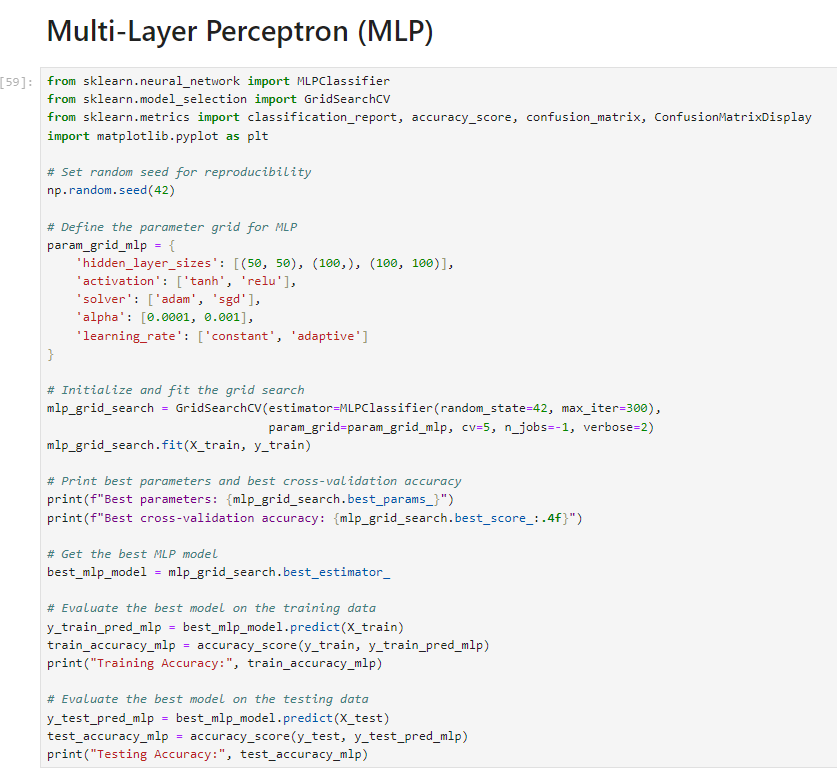 Multi-Layer Perceptron (MLP)
[59]:
from sklearn.neural_network import MLPClassifier
from sklearn.model_selection import GridSearchCV
from sklearn.metrics import classification_report, accuracy_score, confusion_matrix, ConfusionMatrixDisplay
import matplotlib.pyplot as plt

# Set random seed for reproducibility
np.random.seed(42)

# Define the parameter grid for MLP
param_grid_mlp = {
    'hidden_layer_sizes': [(50, 50), (100,), (100, 100)],
    'activation': ['tanh', 'relu'],
    'solver': ['adam', 'sgd'],
    'alpha': [0.0001, 0.001],
    'learning_rate': ['constant', 'adaptive']
}

# Initialize and fit the grid search
mlp_grid_search = GridSearchCV(estimator=MLPClassifier(random_state=42, max_iter=300),
                               param_grid=param_grid_mlp, cv=5, n_jobs=-1, verbose=2)
mlp_grid_search.fit(X_train, y_train)

# Print best parameters and best cross-validation accuracy
print(f"Best parameters: {mlp_grid_search.best_params_}")
print(f"Best cross-validation accuracy: {mlp_grid_search.best_score_:.4f}")

# Get the best MLP model
best_mlp_model = mlp_grid_search.best_estimator_

# Evaluate the best model on the training data
y_train_pred_mlp = best_mlp_model.predict(X_train)
train_accuracy_mlp = accuracy_score(y_train, y_train_pred_mlp)
print("Training Accuracy:", train_accuracy_mlp)

# Evaluate the best model on the testing data
y_test_pred_mlp = best_mlp_model.predict(X_test)
test_accuracy_mlp = accuracy_score(y_test, y_test_pred_mlp)
print("Testing Accuracy:", test_accuracy_mlp)